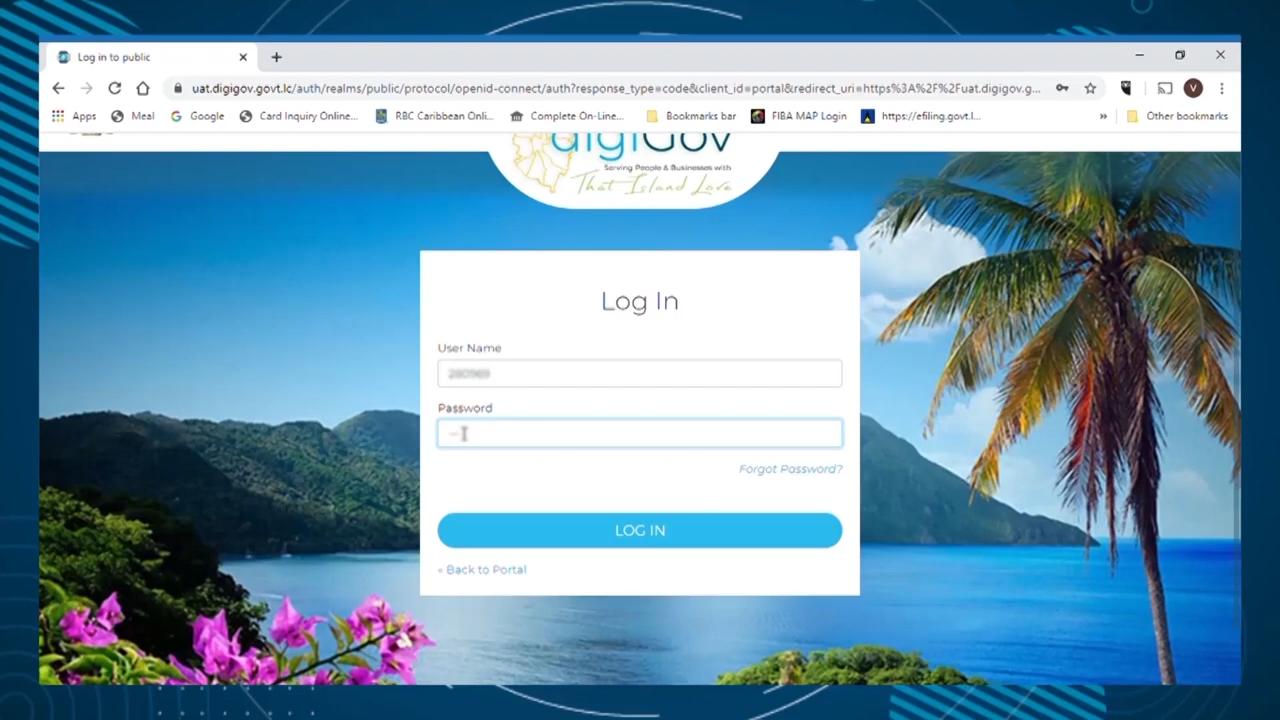 Log in to public
uat.digigov.govt.lc/auth/realms/public/protocol/openid-connect/auth?response_type=code&client_id=portal&redirect_uri=https%3A%2F%2Fuat.digigov.g...
V
Apps Meal Google Card Inquiry Online... RBC Caribbean Onli... Complete On-Line... Bookmarks bar FIBA MAP Login https://efiling.govt.l... » Other bookmarks
digiGov
Serving People & Businesses with
That Island Love
Log In
User Name
Password
Forgot Password?
LOG IN
« Back to Portal